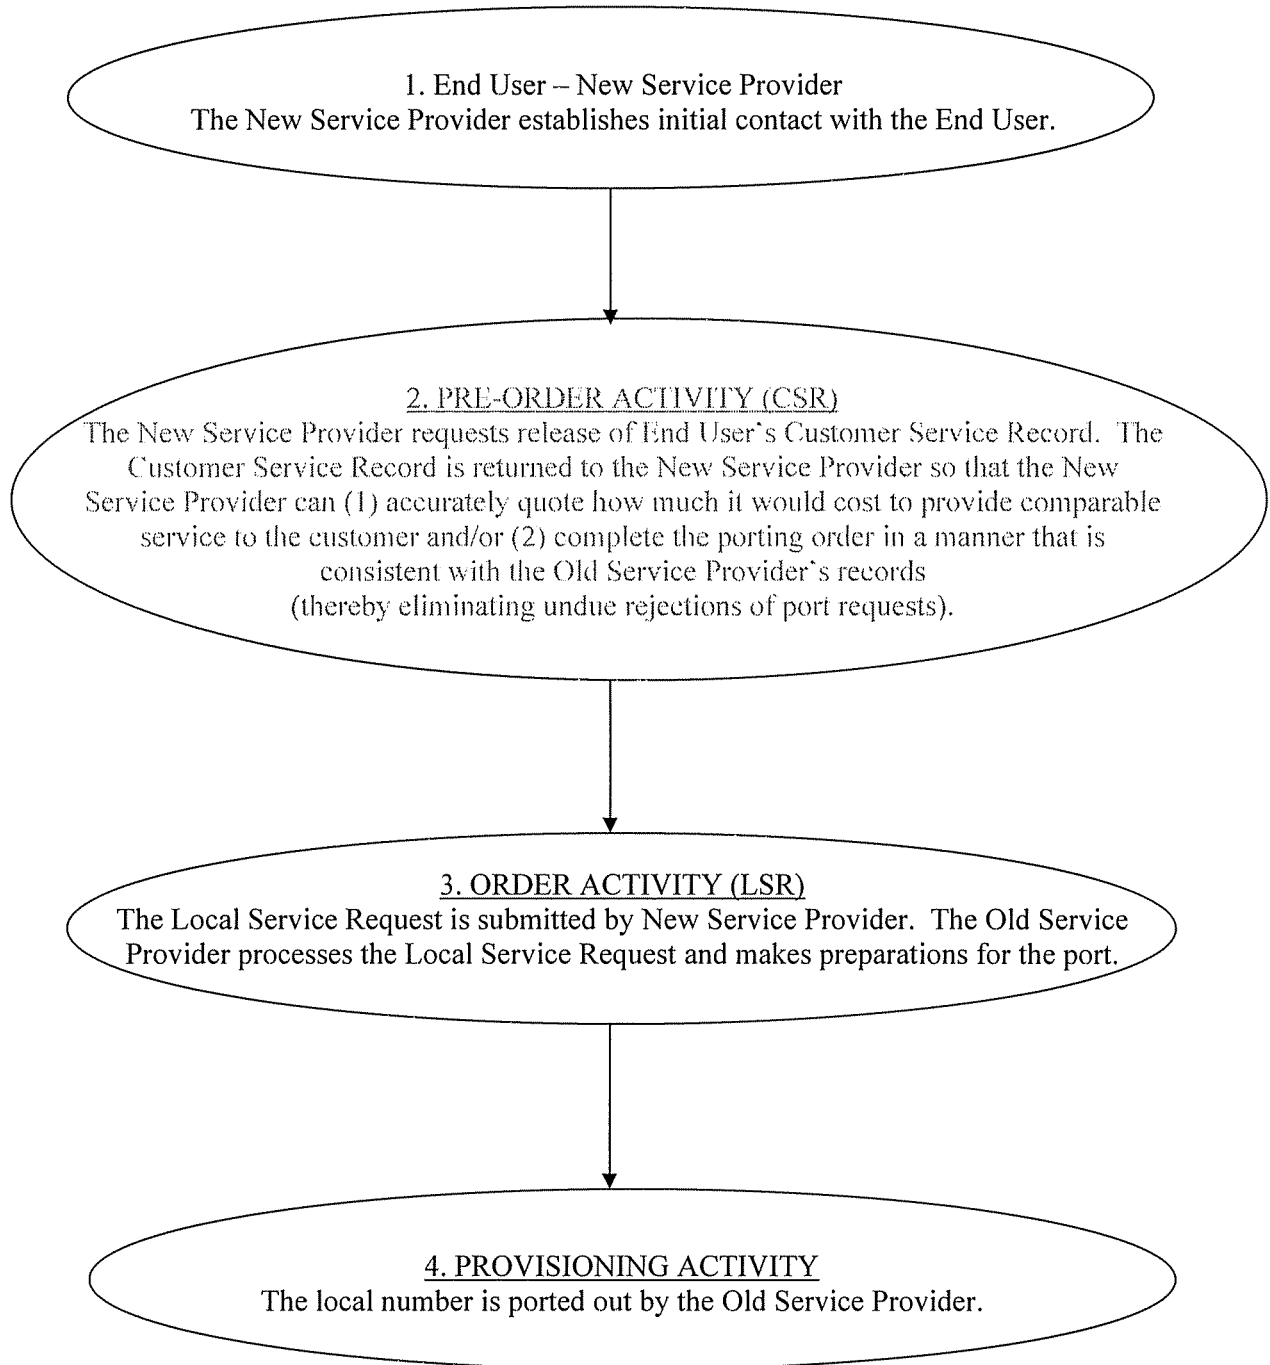 1. End User – New Service Provider
The New Service Provider establishes initial contact with the End User.
2. PRE-ORDER ACTIVITY (CSR)
The New Service Provider requests release of End User's Customer Service Record. The
Customer Service Record is returned to the New Service Provider so that the New
Service Provider can (1) accurately quote how much it would cost to provide comparable
service to the customer and/or (2) complete the porting order in a manner that is
consistent with the Old Service Provider's records
(thereby eliminating undue rejections of port requests).
3. ORDER ACTIVITY (LSR)
The Local Service Request is submitted by New Service Provider. The Old Service
Provider processes the Local Service Request and makes preparations for the port.
4. PROVISIONING ACTIVITY
The local number is ported out by the Old Service Provider.